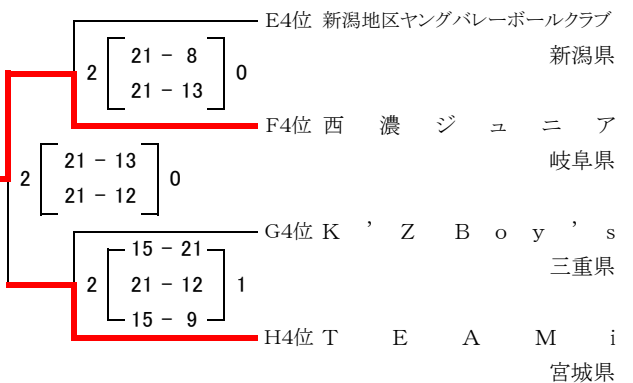 E4位 新潟地区ヤングバレーボールクラブ
新潟県
2 21 - 8 0
21 - 13
F4位 西濃ジュニア
岐阜県
2 21 - 13 0
21 - 12
G4位 K'Z Boy's
三重県
15 - 21
2 21 - 12 1
15 - 9
H4位 TEAMi
宮城県